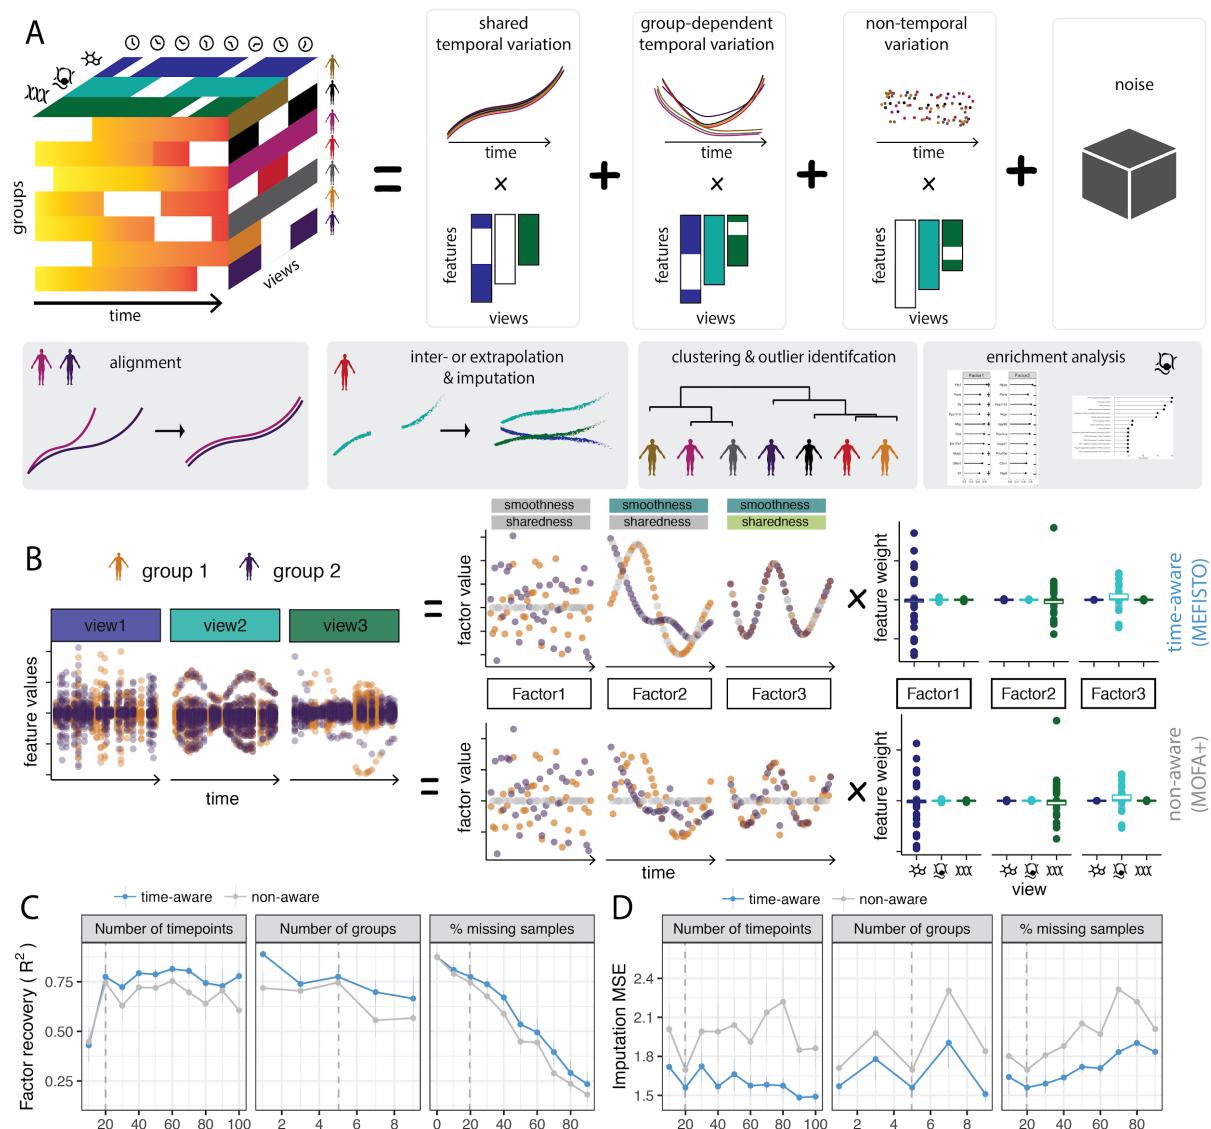 A
groups
time
views
shared
temporal variation
time
features
views
group-dependent
temporal variation
time
features
views
non-temporal
variation
time
features
views
noise
alignment
inter- or extrapolation
& imputation
clustering & outlier identifcation
enrichment analysis
Factor1
Factor2
B
group 1
group 2
view1
view2
view3
feature values
time
smoothness
sharedness
smoothness
sharedness
smoothness
sharedness
factor value
feature weight
time-aware
(MEFISTO)
Factor1
Factor2
Factor3
Factor1
Factor2
Factor3
factor value
time
feature weight
view
non-aware
(MOFA+)
C
time-aware
non-aware
Number of timepoints
Number of groups
% missing samples
Factor recovery ( R² )
0.75
0.50
0.25
20 40 60 80 100
2 4 6 8
0 20 40 60 80
D
time-aware
non-aware
Number of timepoints
Number of groups
% missing samples
Imputation MSE
2.4
2.1
1.8
1.5
20 40 60 80 100
2 4 6 8
0 20 40 60 80